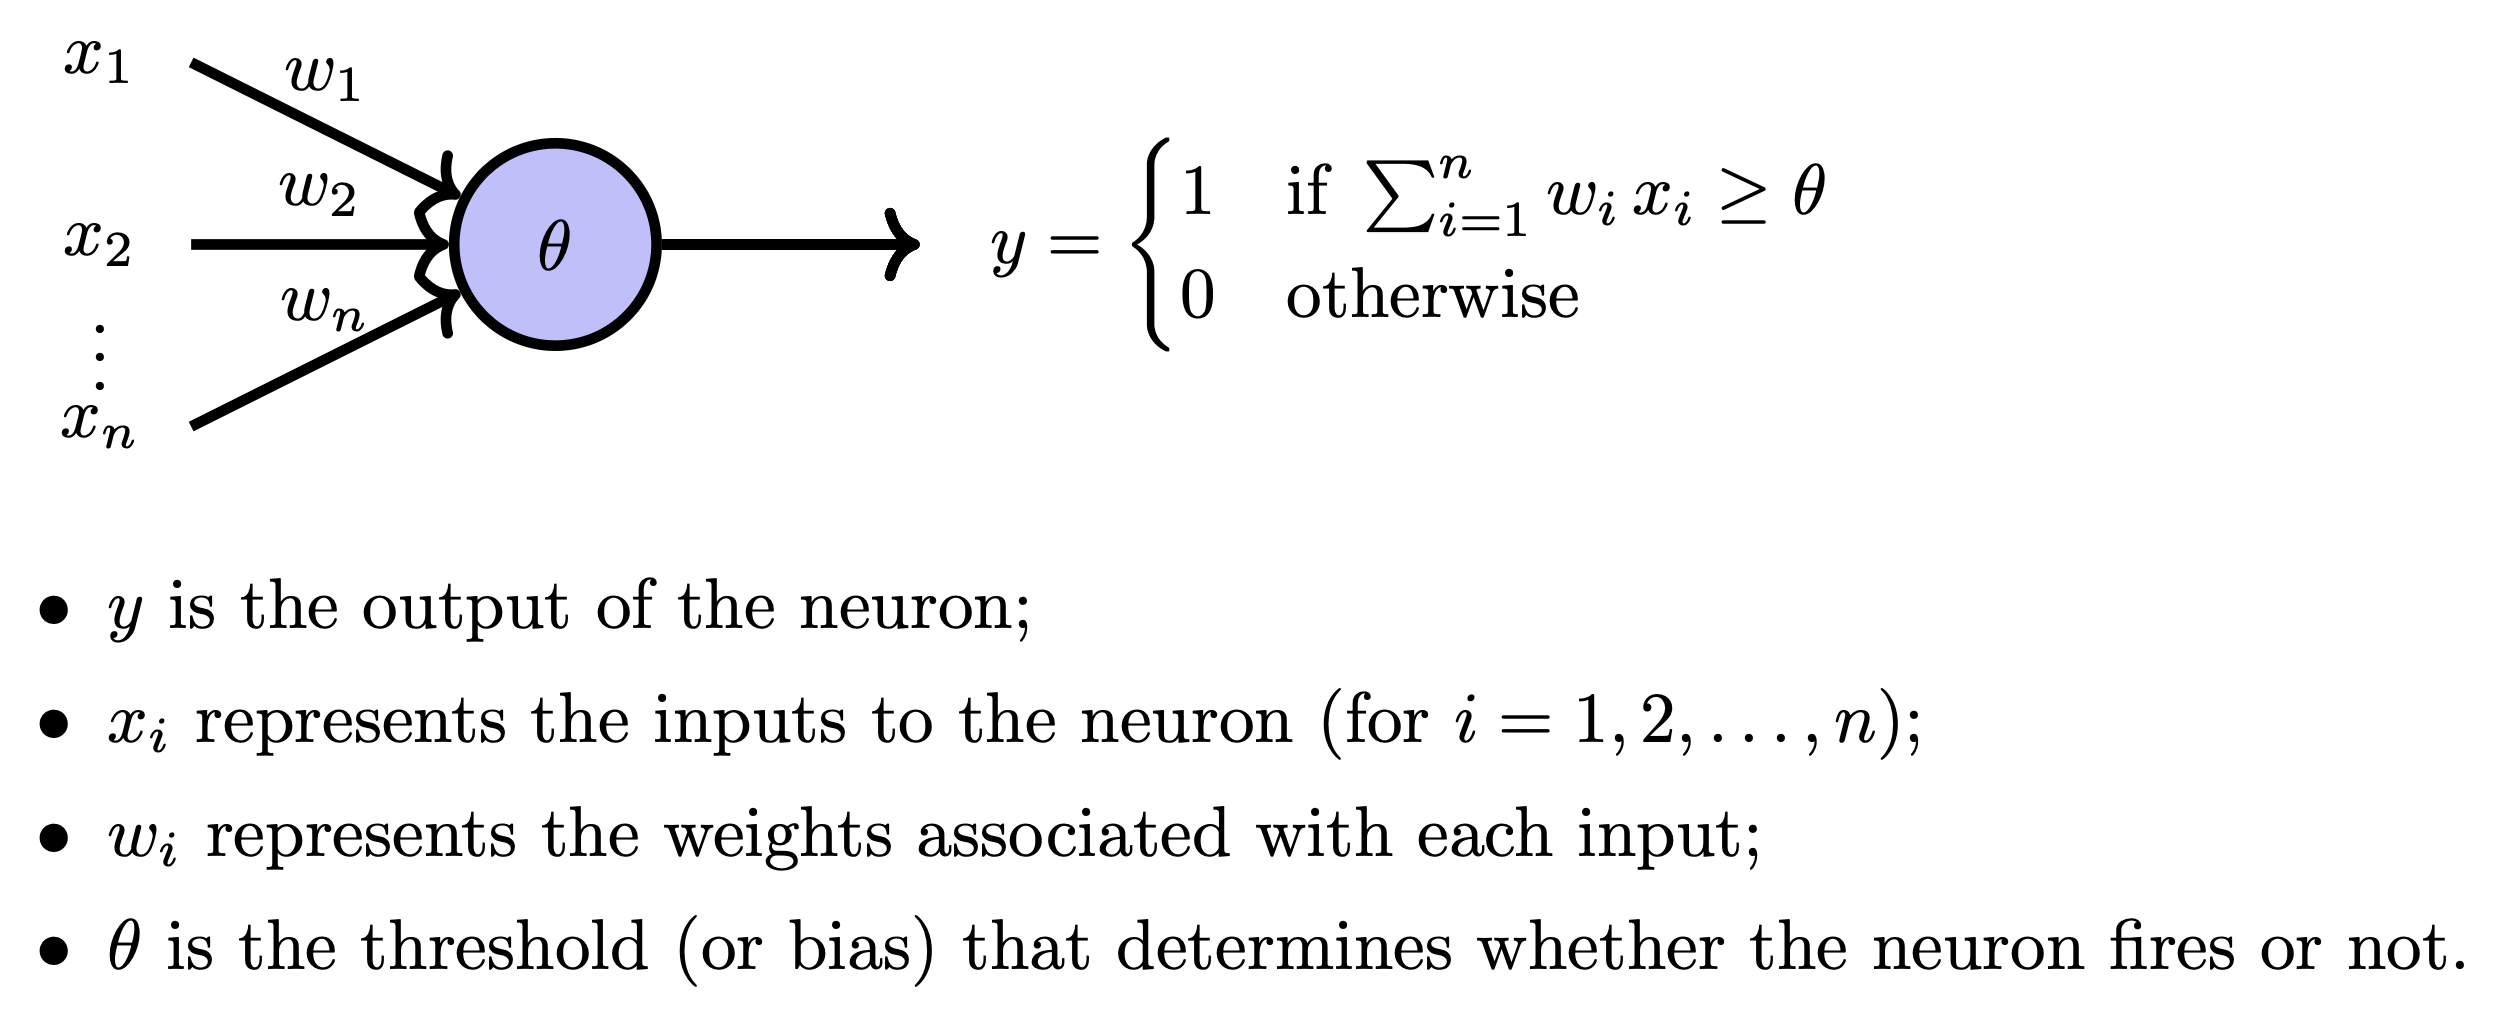 x₁
w₁
w₂
x₂
θ
wₙ
⋮
xₙ
y = { 1 if ∑ⁿᵢ₌₁ wᵢxᵢ ≥ θ
0 otherwise
• y is the output of the neuron;
• xᵢ represents the inputs to the neuron (for i = 1, 2, . . . , n);
• wᵢ represents the weights associated with each input;
• θ is the threshold (or bias) that determines whether the neuron fires or not.